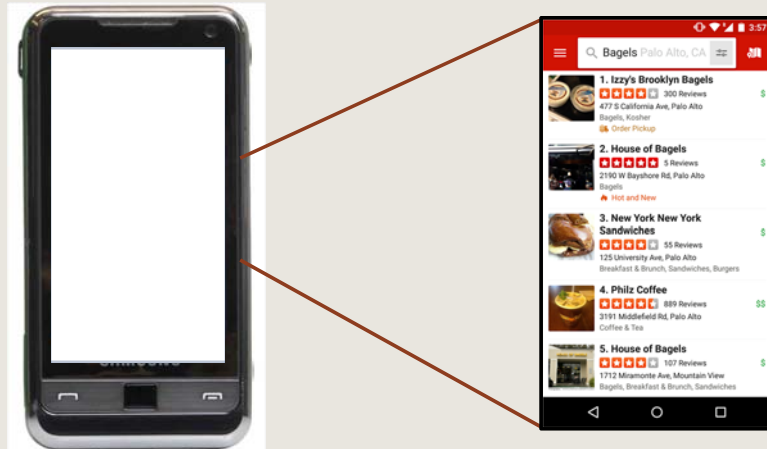 3:57
Bagels Palo Alto, CA
1. Izzy's Brooklyn Bagels
300 Reviews $
477 S California Ave, Palo Alto
Bagels, Kosher
Order Pickup
2. House of Bagels
5 Reviews $
2190 W Bayshore Rd, Palo Alto
Bagels
Hot and New
3. New York New York
Sandwiches
55 Reviews $
125 University Ave, Palo Alto
Breakfast & Brunch, Sandwiches, Burgers
4. Philz Coffee
889 Reviews $$
3191 Middlefield Rd, Palo Alto
Coffee & Tea
5. House of Bagels
107 Reviews $
1712 Miramonte Ave, Mountain View
Bagels, Breakfast & Brunch, Sandwiches